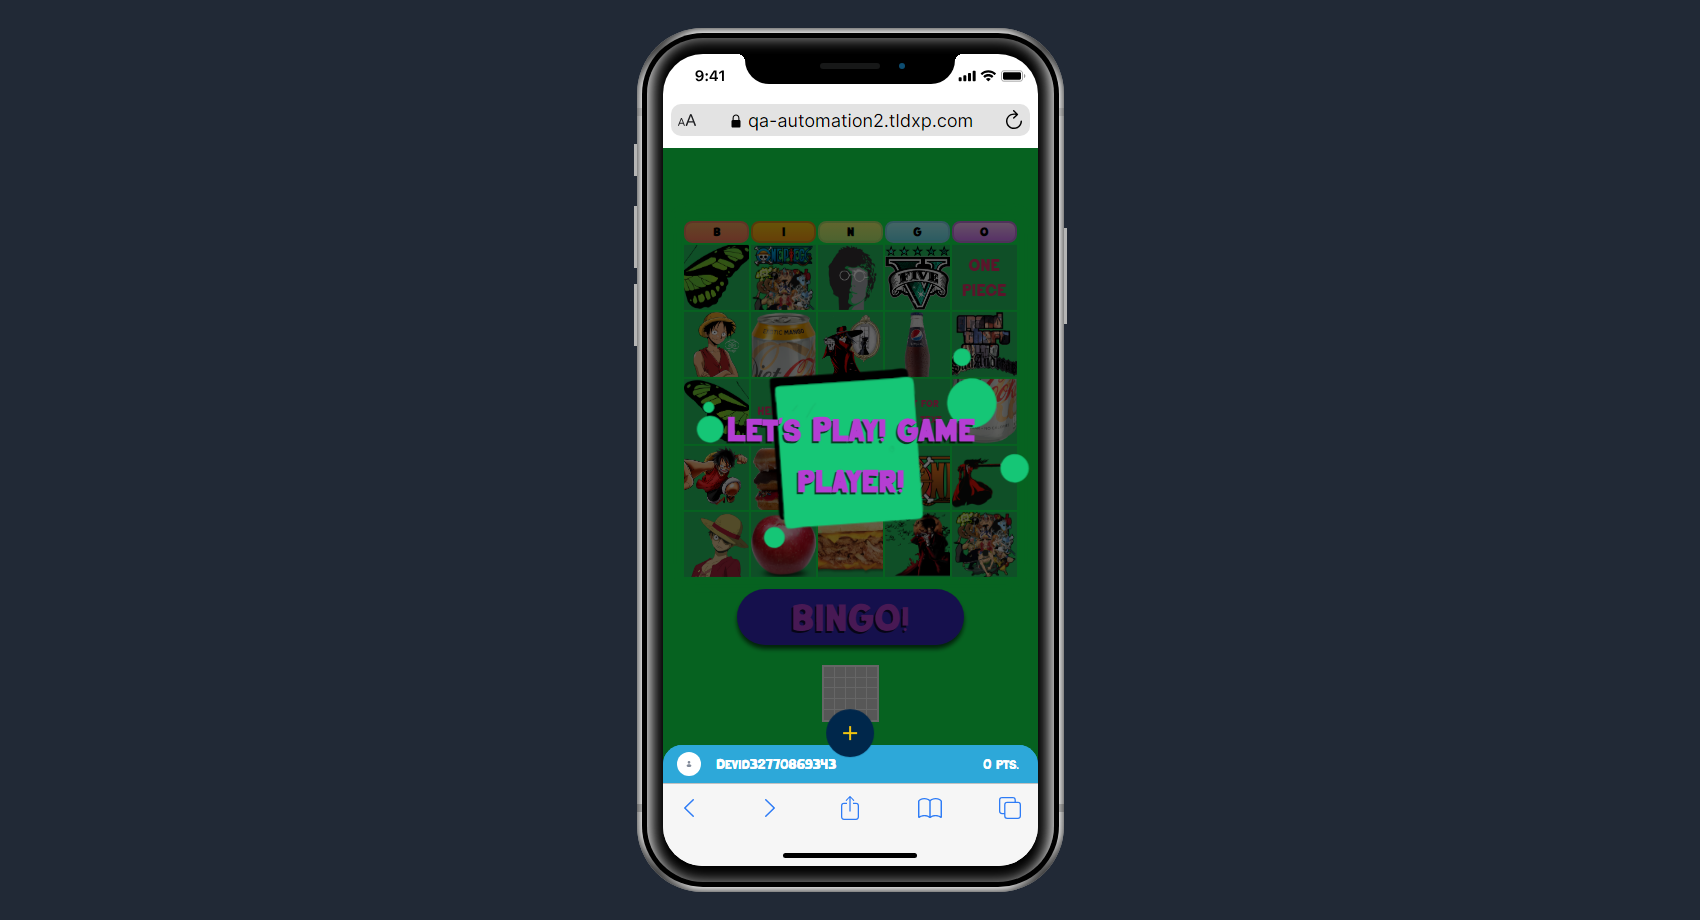 9:41
AA qa-automation2.tldxp.com
B I N G O
FIVE
ONE
PIECE
LET'S PLAY! GAME
PLAYER!
BINGO!
+
DEVID32770869343
0 PTS.